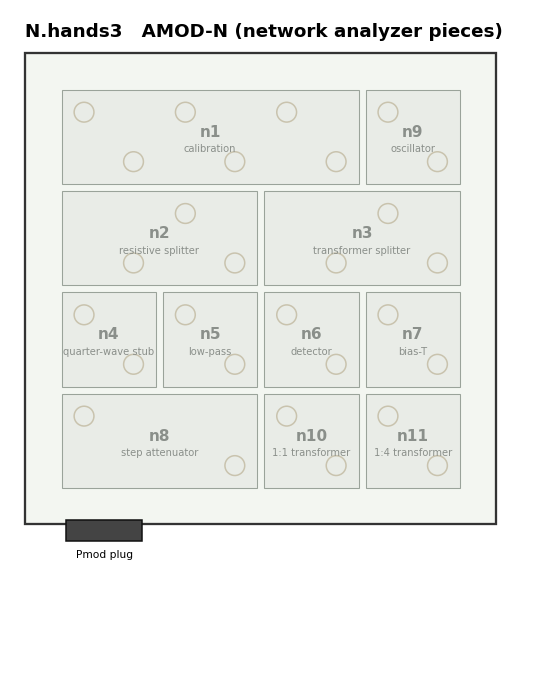 N.hands3   AMOD-N (network analyzer pieces)
n1
calibration
n9
oscillator
n2
resistive splitter
n3
transformer splitter
n4
quarter-wave stub
n5
low-pass
n6
detector
n7
bias-T
n8
step attenuator
n10
1:1 transformer
n11
1:4 transformer
Pmod plug